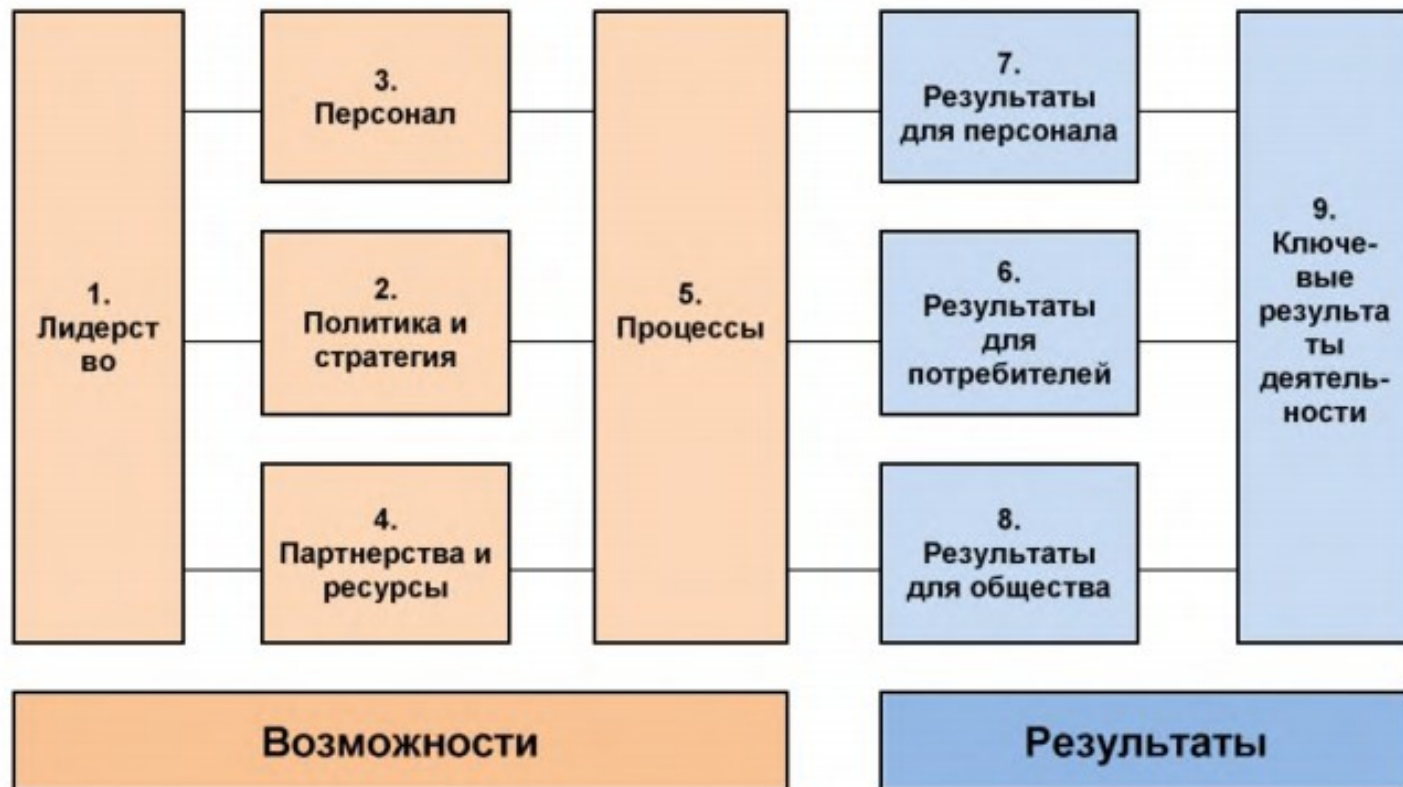 1.
Лидерст
во
3.
Персонал
2.
Политика и
стратегия
4.
Партнерства и
ресурсы
5.
Процессы
7.
Результаты
для персонала
6.
Результаты
для
потребителей
8.
Результаты
для общества
9.
Ключе-
вые
результа
ты
деятель-
ности
Возможности
Результаты